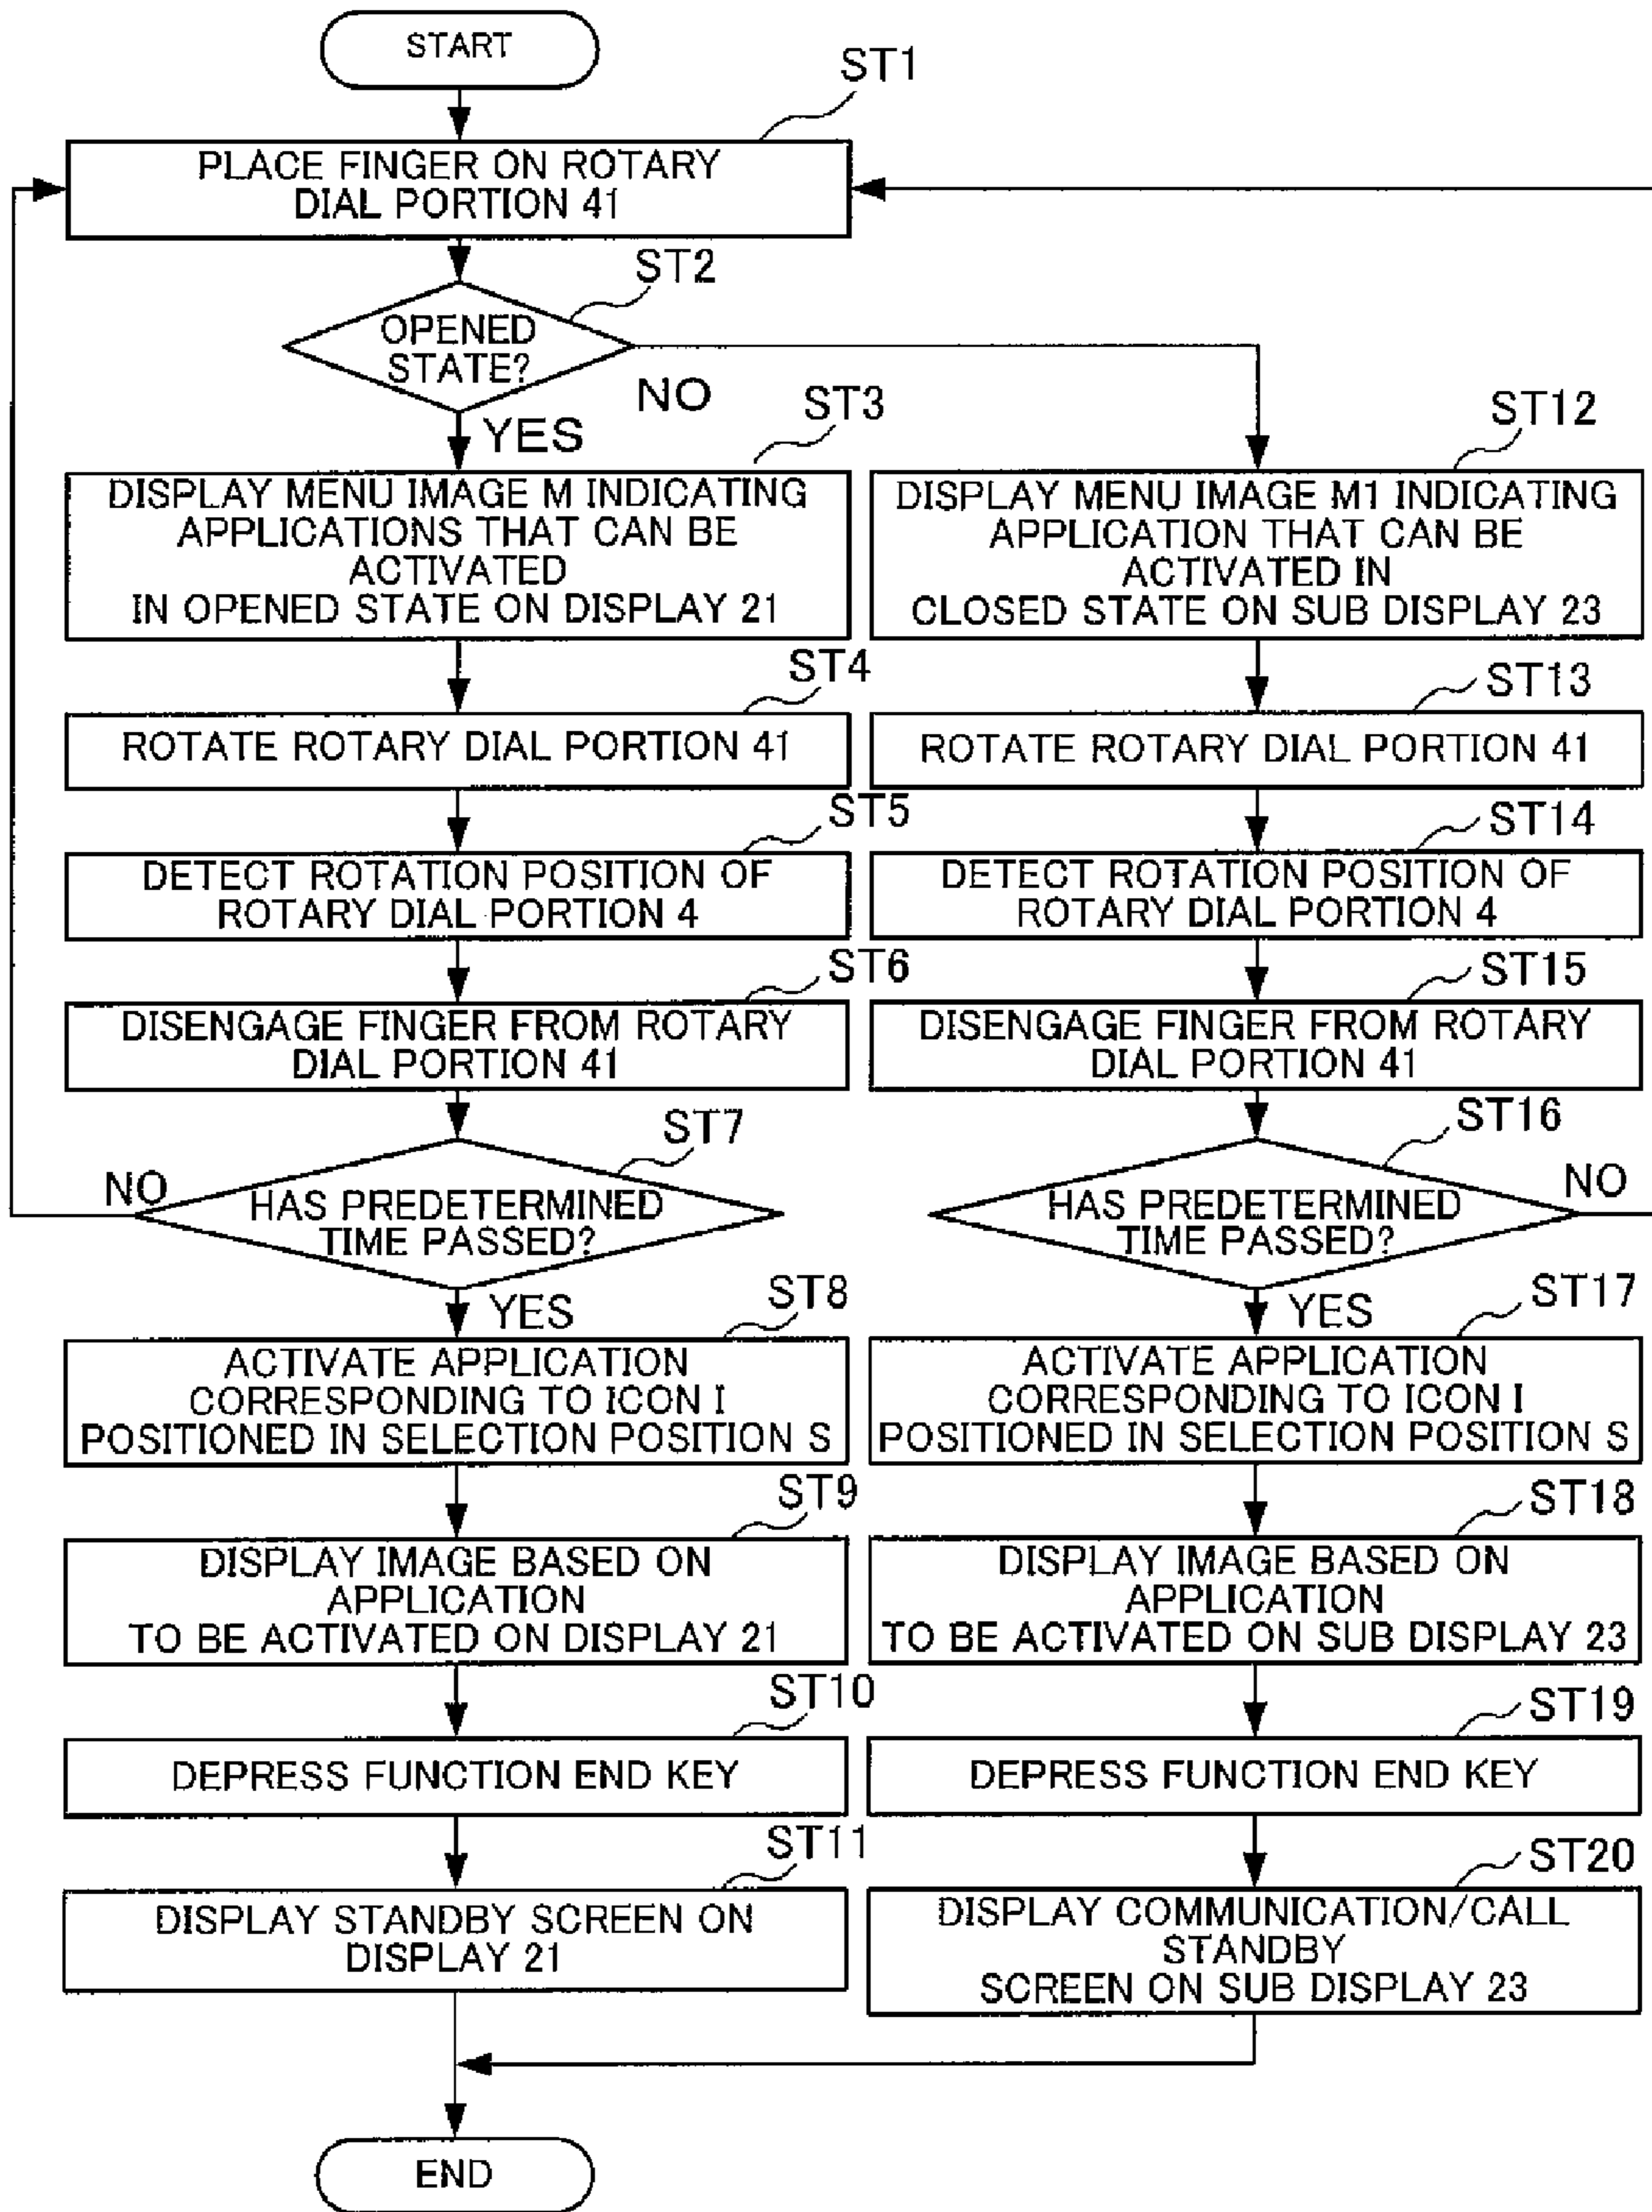 START
ST1
PLACE FINGER ON ROTARY
DIAL PORTION 41
ST2
OPENED
STATE?
NO
YES
ST3
DISPLAY MENU IMAGE M INDICATING
APPLICATIONS THAT CAN BE
ACTIVATED
IN OPENED STATE ON DISPLAY 21
ST4
ROTATE ROTARY DIAL PORTION 41
ST5
DETECT ROTATION POSITION OF
ROTARY DIAL PORTION 4
ST6
DISENGAGE FINGER FROM ROTARY
DIAL PORTION 41
ST7
NO
HAS PREDETERMINED
TIME PASSED?
YES
ST8
ACTIVATE APPLICATION
CORRESPONDING TO ICON I
POSITIONED IN SELECTION POSITION S
ST9
DISPLAY IMAGE BASED ON
APPLICATION
TO BE ACTIVATED ON DISPLAY 21
ST10
DEPRESS FUNCTION END KEY
ST11
DISPLAY STANDBY SCREEN ON
DISPLAY 21
ST12
DISPLAY MENU IMAGE M1 INDICATING
APPLICATION THAT CAN BE
ACTIVATED IN
CLOSED STATE ON SUB DISPLAY 23
ST13
ROTATE ROTARY DIAL PORTION 41
ST14
DETECT ROTATION POSITION OF
ROTARY DIAL PORTION 4
ST15
DISENGAGE FINGER FROM ROTARY
DIAL PORTION 41
ST16
NO
HAS PREDETERMINED
TIME PASSED?
YES
ST17
ACTIVATE APPLICATION
CORRESPONDING TO ICON I
POSITIONED IN SELECTION POSITION S
ST18
DISPLAY IMAGE BASED ON
APPLICATION
TO BE ACTIVATED ON SUB DISPLAY 23
ST19
DEPRESS FUNCTION END KEY
ST20
DISPLAY COMMUNICATION/CALL
STANDBY
SCREEN ON SUB DISPLAY 23
END